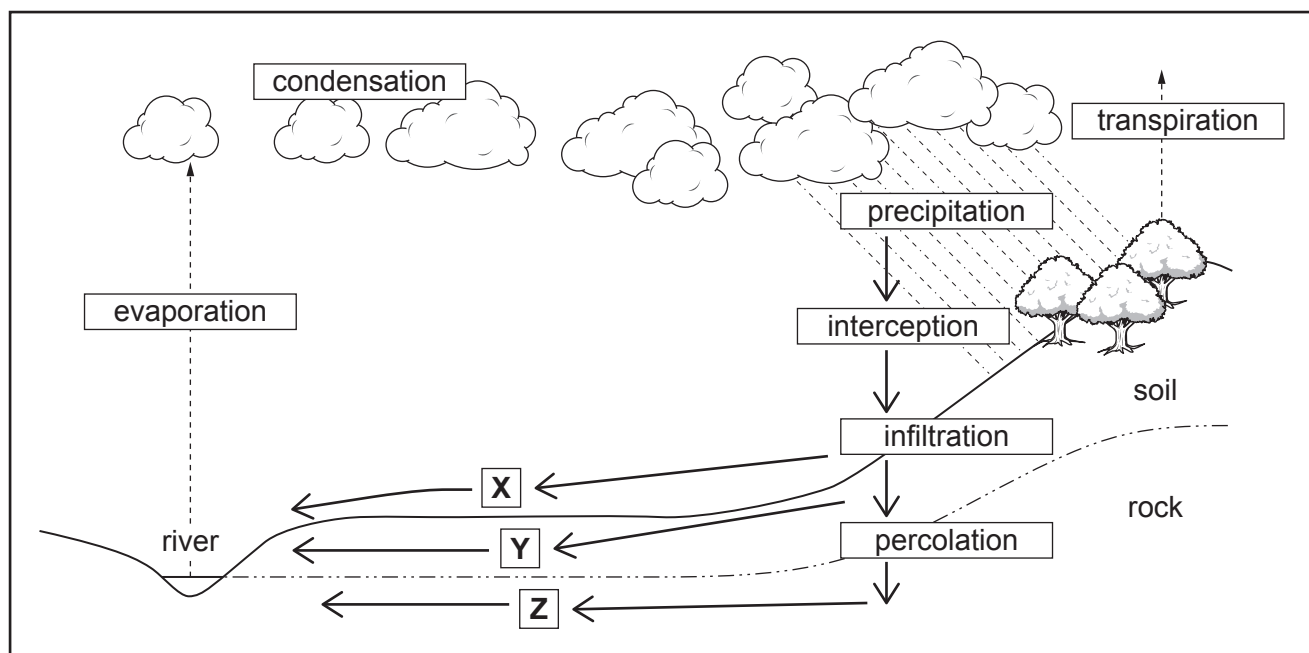 condensation
transpiration
precipitation
evaporation
interception
soil
infiltration
X
rock
river
Y
percolation
Z